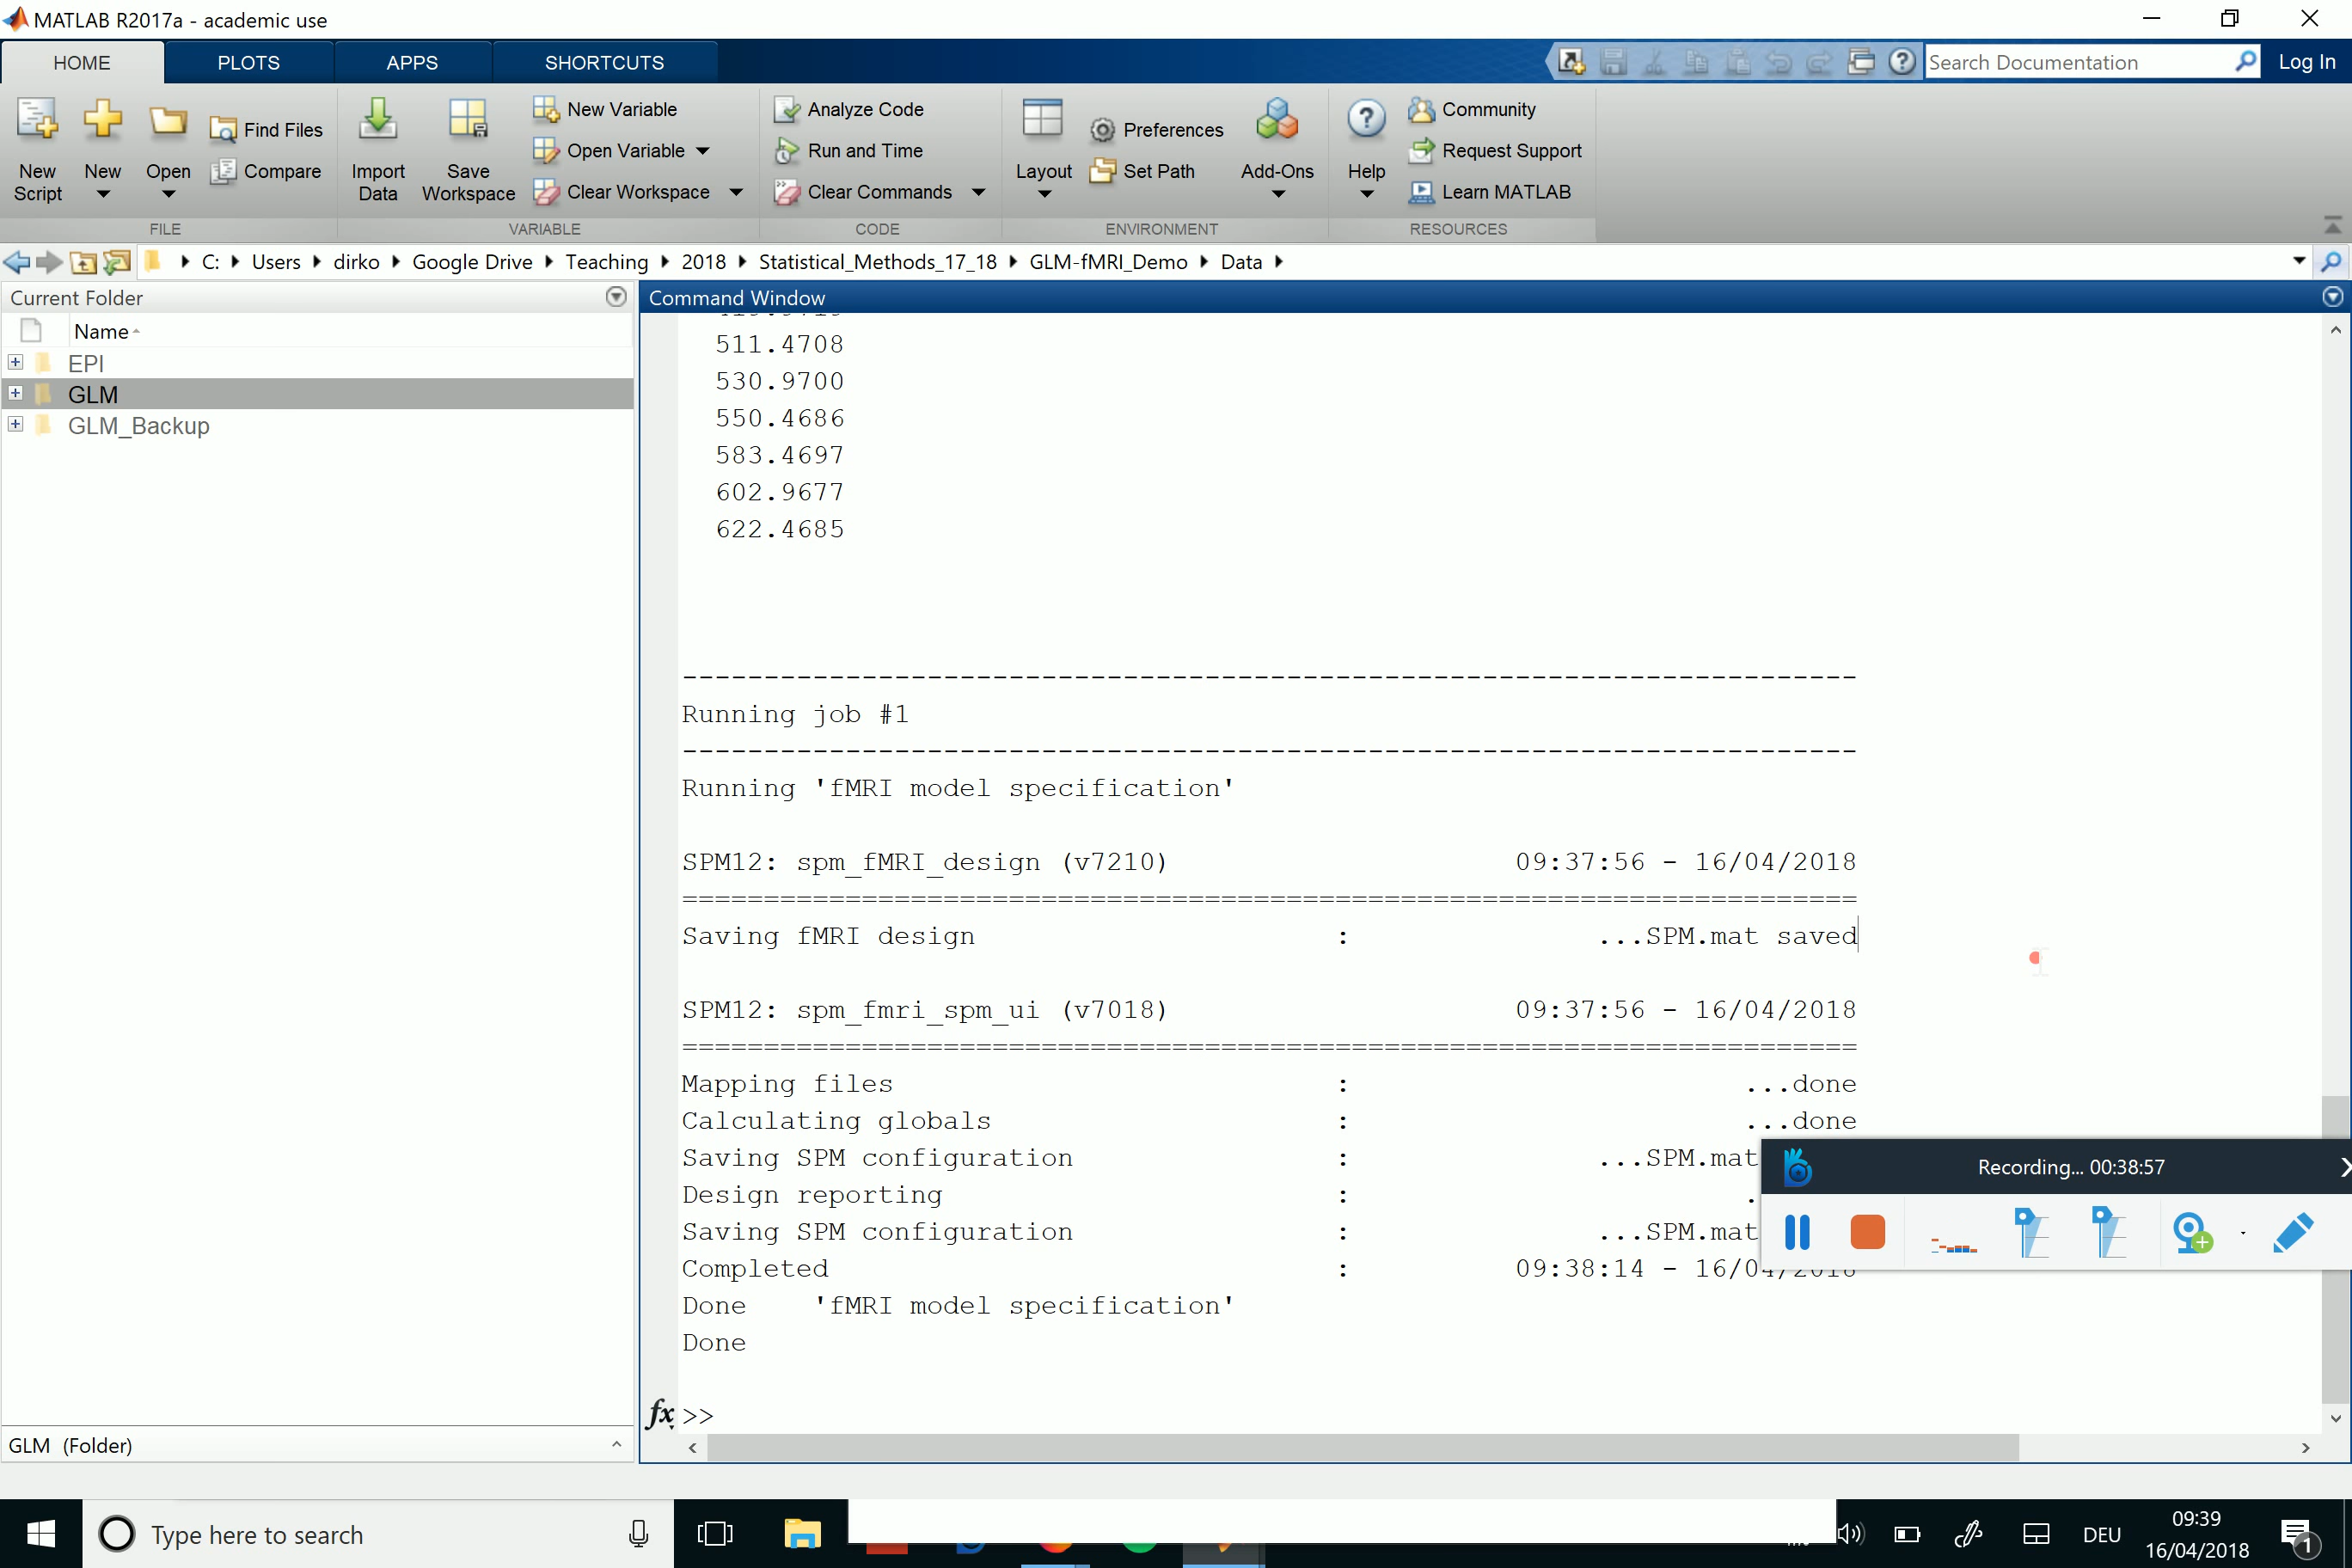 MATLAB R2017a - academic use
HOME PLOTS APPS SHORTCUTS
Search Documentation
Log In
New Script
New
Open
Find Files
Compare
Import Data
Save Workspace
New Variable
Open Variable
Clear Workspace
Analyze Code
Run and Time
Clear Commands
Layout
Preferences
Set Path
Add-Ons
Help
Community
Request Support
Learn MATLAB
FILE VARIABLE CODE ENVIRONMENT RESOURCES
C: Users dirko Google Drive Teaching 2018 Statistical_Methods_17_18 GLM-fMRI_Demo Data
Current Folder
Name
EPI
GLM
GLM_Backup
GLM (Folder)
Command Window
511.4708
530.9700
550.4686
583.4697
602.9677
622.4685
------------------------------------------------------------------------
Running job #1
------------------------------------------------------------------------
Running 'fMRI model specification'
SPM12: spm_fMRI_design (v7210) 09:37:56 - 16/04/2018
========================================================================
Saving fMRI design : ...SPM.mat saved
SPM12: spm_fmri_spm_ui (v7018) 09:37:56 - 16/04/2018
========================================================================
Mapping files : ...done
Calculating globals : ...done
Saving SPM configuration : ...SPM.mat
Design reporting : .
Saving SPM configuration : ...SPM.mat
Completed : 09:38:14 - 16/04/2018
Done 'fMRI model specification'
Done
fx >>
Recording... 00:38:57
Type here to search
DEU
09:39
16/04/2018
1